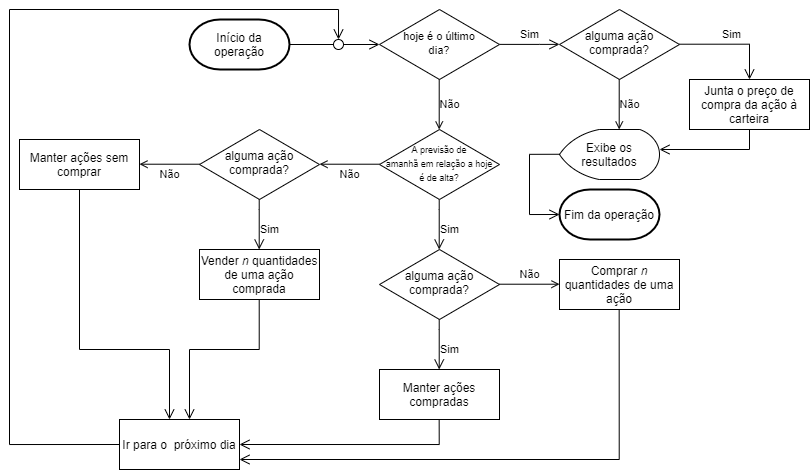 Início da
operação
hoje é o último
dia?
Sim
alguma ação
comprada?
Sim
Junta o preço de
compra da ação à
carteira
Não
Não
Exibe os
resultados
Fim da operação
A previsão de
amanhã em relação a hoje
é de alta?
Não
alguma ação
comprada?
Não
Manter ações sem
comprar
Sim
Vender n quantidades
de uma ação
comprada
Sim
alguma ação
comprada?
Não
Comprar n
quantidades de uma
ação
Sim
Manter ações
compradas
Ir para o próximo dia